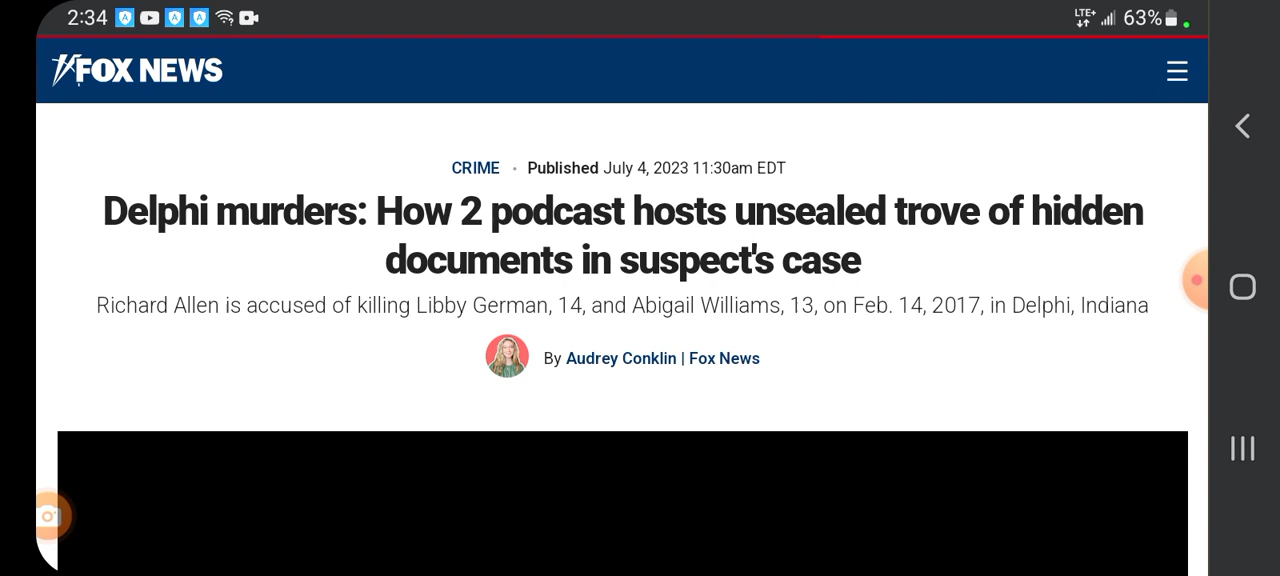 2:34 LTE+ 63%
FOX NEWS
CRIME • Published July 4, 2023 11:30am EDT
Delphi murders: How 2 podcast hosts unsealed trove of hidden
documents in suspect's case
Richard Allen is accused of killing Libby German, 14, and Abigail Williams, 13, on Feb. 14, 2017, in Delphi, Indiana
By Audrey Conklin | Fox News